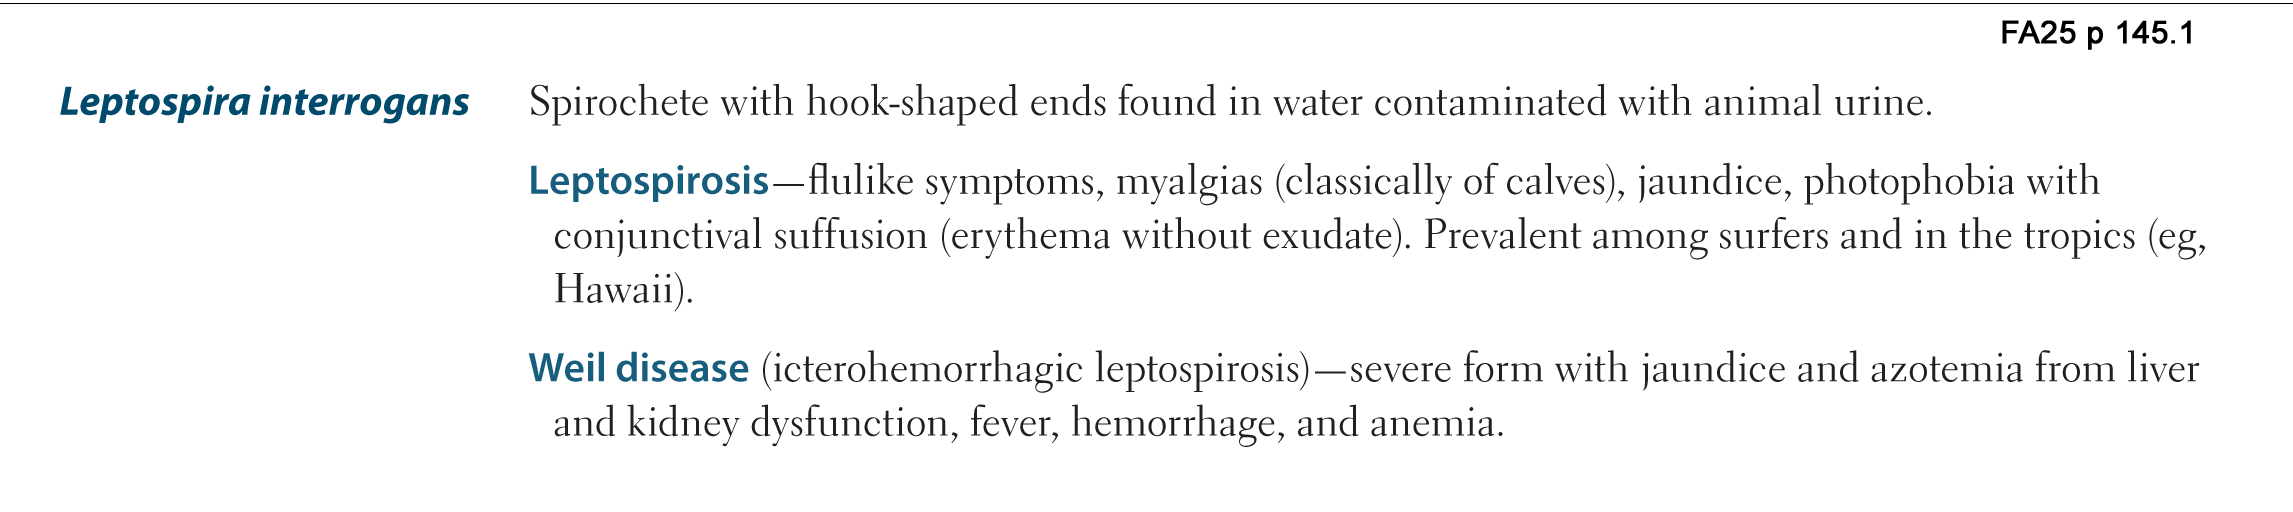 FA25 p 145.1
Leptospira interrogans Spirochete with hook-shaped ends found in water contaminated with animal urine.
Leptospirosis—flulike symptoms, myalgias (classically of calves), jaundice, photophobia with
conjunctival suffusion (erythema without exudate). Prevalent among surfers and in the tropics (eg,
Hawaii).
Weil disease (icterohemorrhagic leptospirosis)—severe form with jaundice and azotemia from liver
and kidney dysfunction, fever, hemorrhage, and anemia.